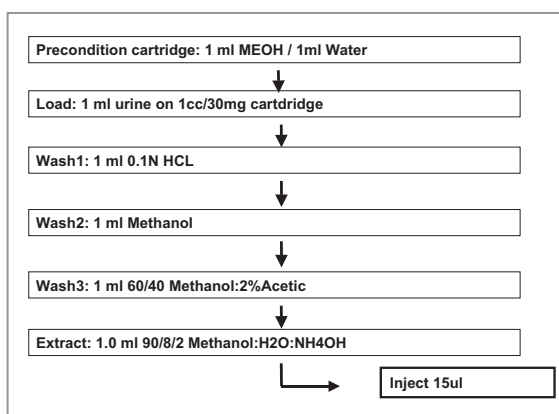 Precondition cartridge: 1 ml MEOH / 1ml Water
Load: 1 ml urine on 1cc/30mg cartdridge
Wash1: 1 ml 0.1N HCL
Wash2: 1 ml Methanol
Wash3: 1 ml 60/40 Methanol:2%Acetic
Extract: 1.0 ml 90/8/2 Methanol:H2O:NH4OH
Inject 15ul